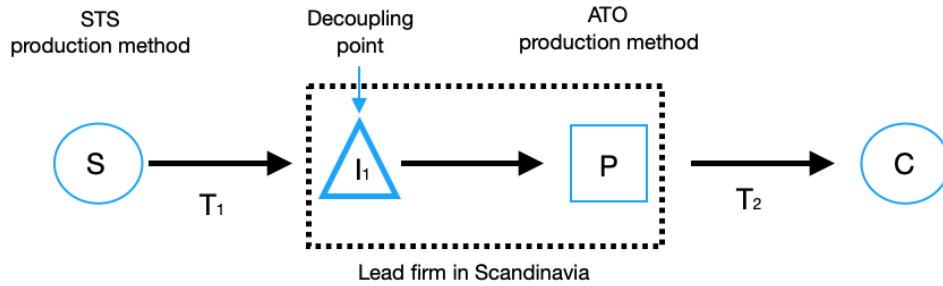 STS
production method
Decoupling
point
ATO
production method
S
T1
I1
P
T2
C
Lead firm in Scandinavia